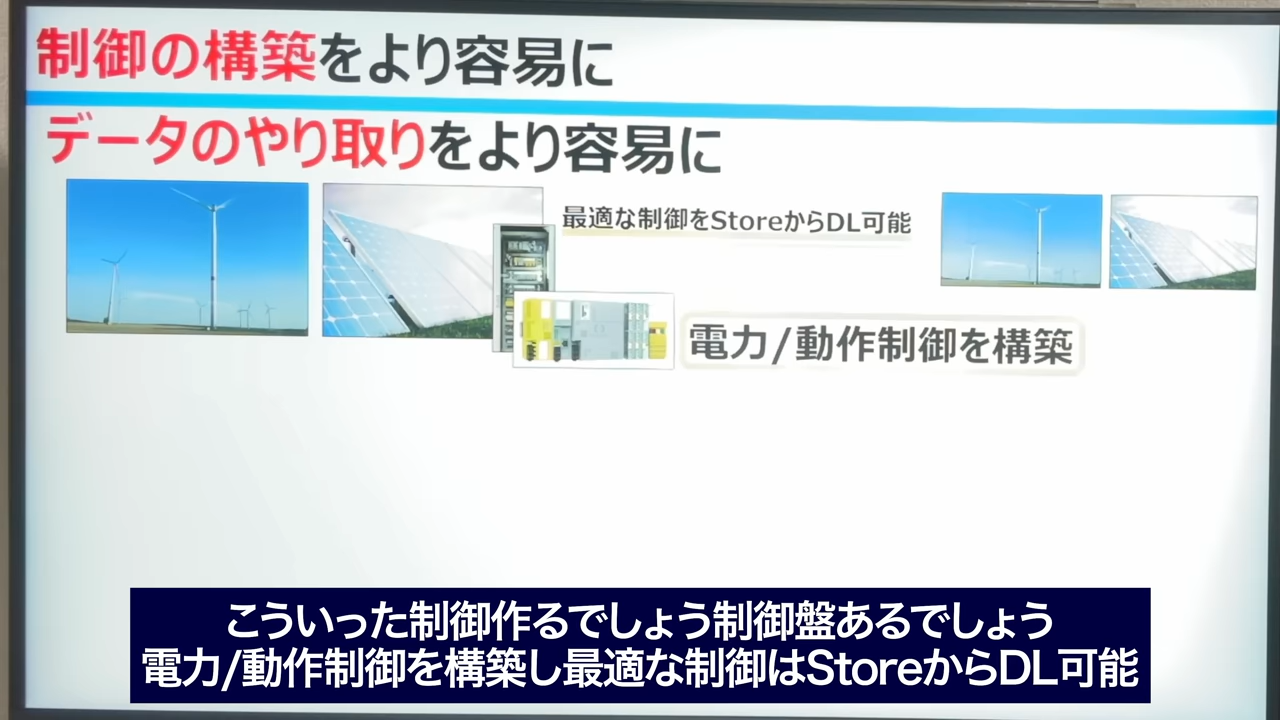 制御の構築をより容易に
データのやり取りをより容易に
最適な制御をStoreからDL可能
電力/動作制御を構築
こういった制御作るでしょう制御盤あるでしょう
電力/動作制御を構築し最適な制御はStoreからDL可能